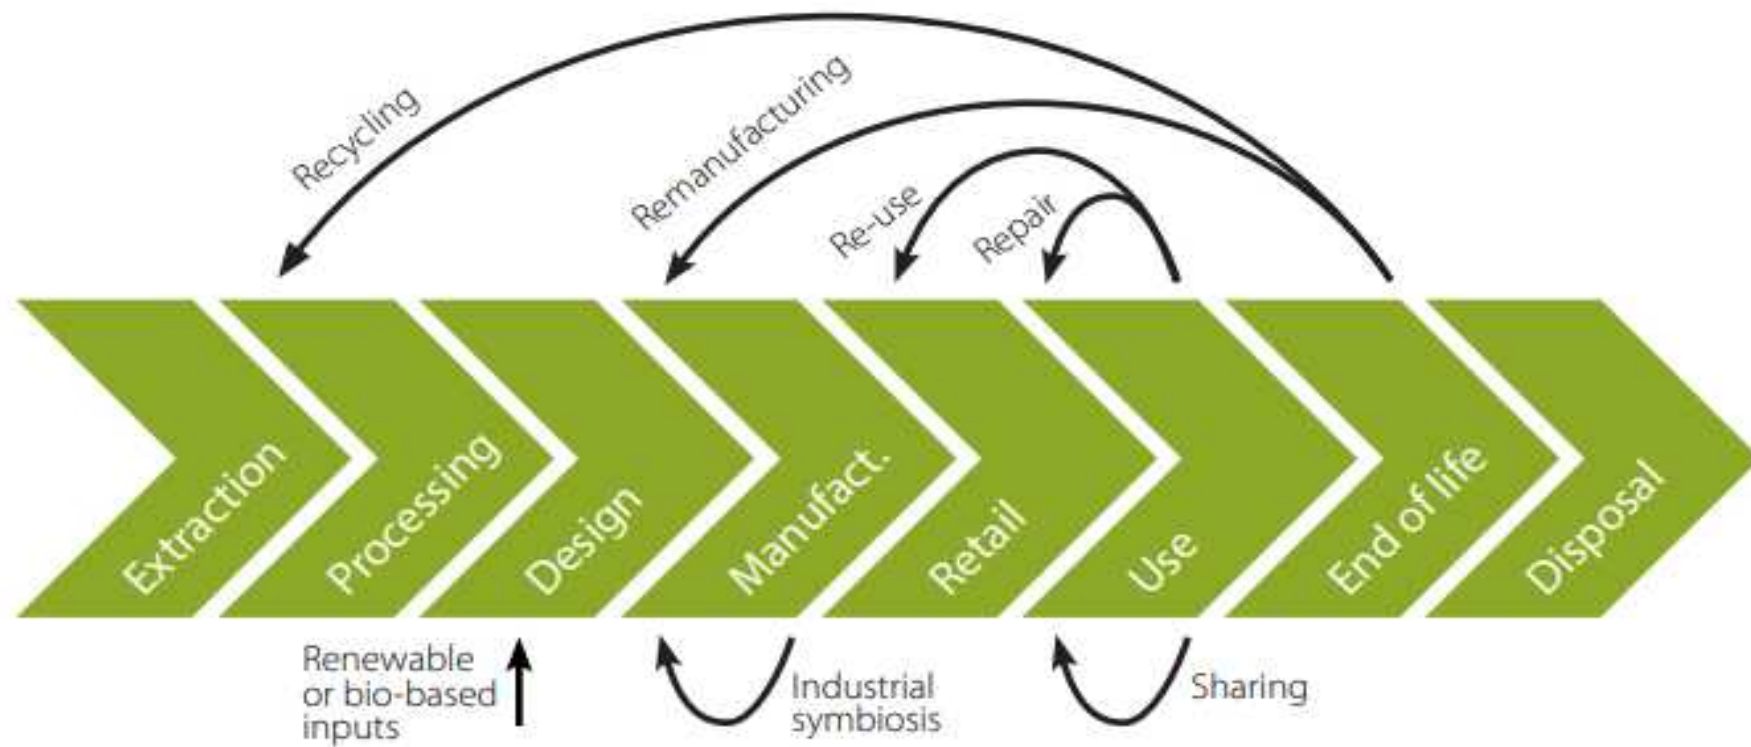 Recycling
Remanufacturing
Re-use
Repair
Extraction
Processing
Design
Manufact.
Retail
Use
End of life
Disposal
Renewable
or bio-based
inputs
Industrial
symbiosis
Sharing